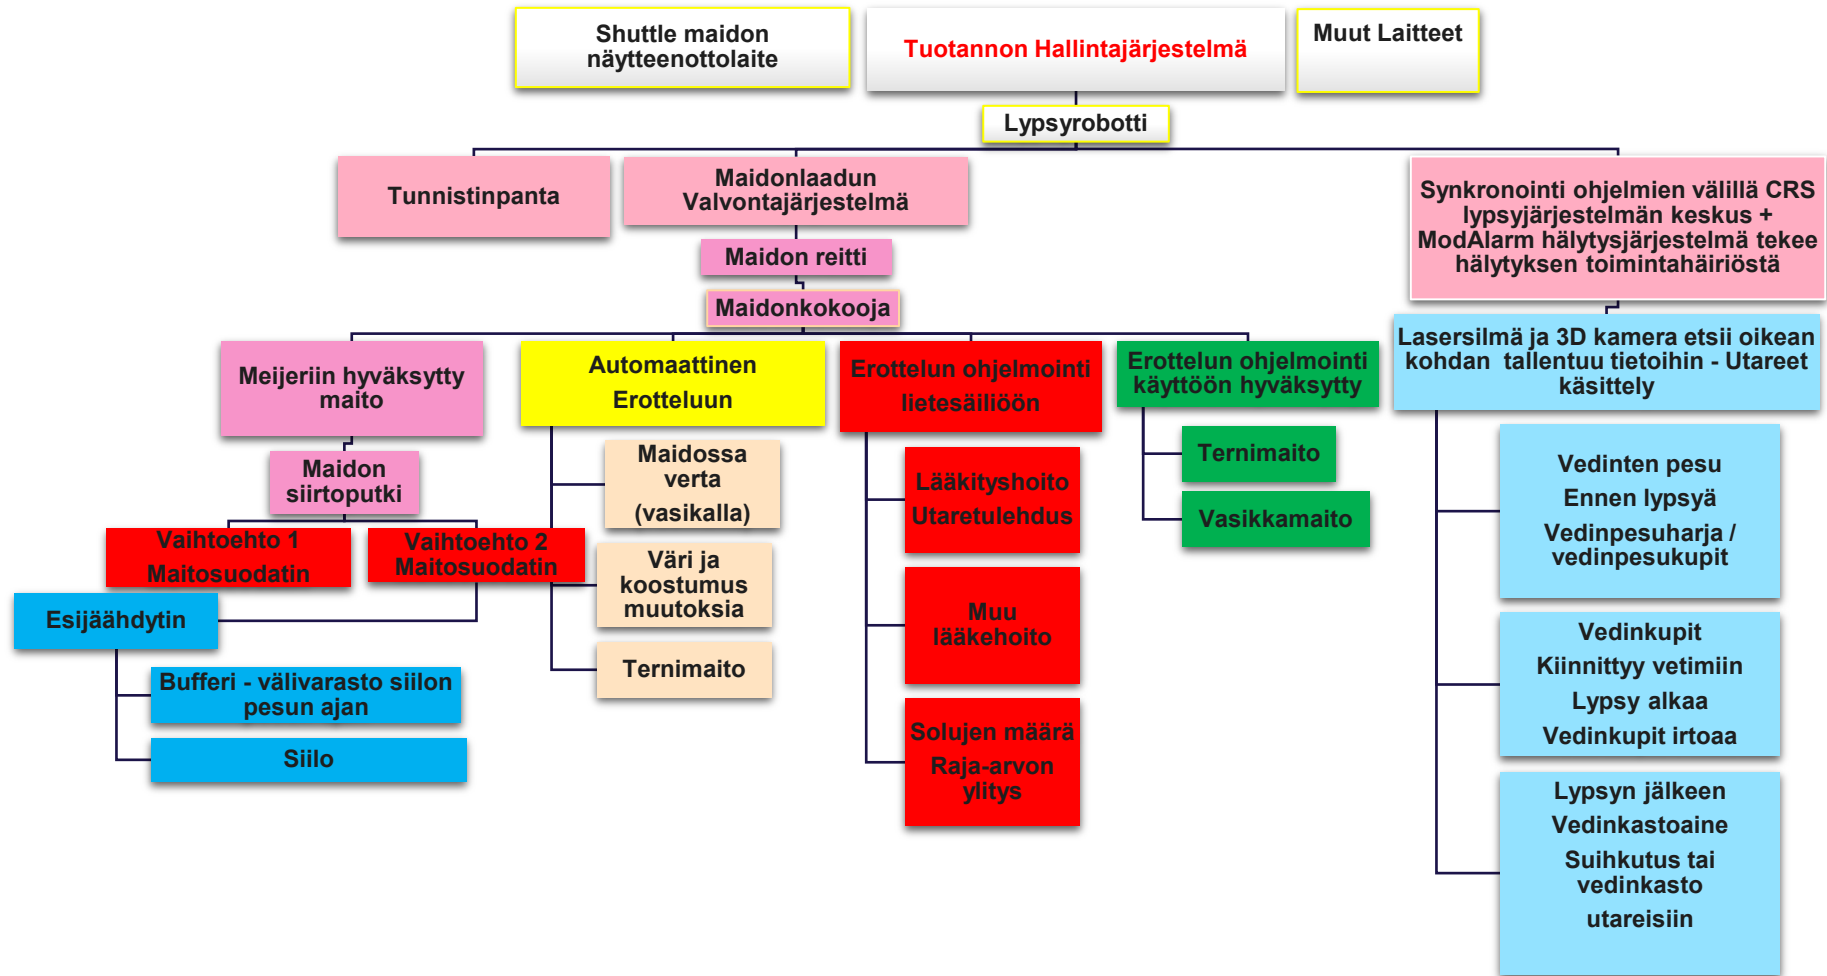 Shuttle maidon
näytteenottolaite
Tuotannon Hallintajärjestelmä
Muut Laitteet
Lypsyrobotti
Tunnistinpanta
Maidonlaadun
Valvontajärjestelmä
Synkronointi ohjelmien välillä CRS
lypsyjärjestelmän keskus +
ModAlarm hälytysjärjestelmä tekee
hälytyksen toimintahäiriöstä
Maidon reitti
Maidonkokooja
Meijeriin hyväksytty
maito
Automaattinen
Erotteluun
Erottelun ohjelmointi
lietesäiliöön
Erottelun ohjelmointi
käyttöön hyväksytty
Lasersilmä ja 3D kamera etsii oikean
kohdan tallentuu tietoihin - Utareet
käsittely
Maidon
siirtoputki
Vaihtoehto 1
Maitosuodatin
Vaihtoehto 2
Maitosuodatin
Esijäähdytin
Bufferi - välivarasto siilon
pesun ajan
Siilo
Maidossa
verta
(vasikalla)
Väri ja
koostumus
muutoksia
Ternimaito
Lääkityshoito
Utaretulehdus
Muu
lääkehoito
Solujen määrä
Raja-arvon
ylitys
Ternimaito
Vasikkamaito
Vedinten pesu
Ennen lypsyä
Vedinpesuharja /
vedinpesukupit
Vedinkupit
Kiinnittyy vetimiin
Lypsy alkaa
Vedinkupit irtoaa
Lypsyn jälkeen
Vedinkastoaine
Suihkutus tai
vedinkasto
utareisiin